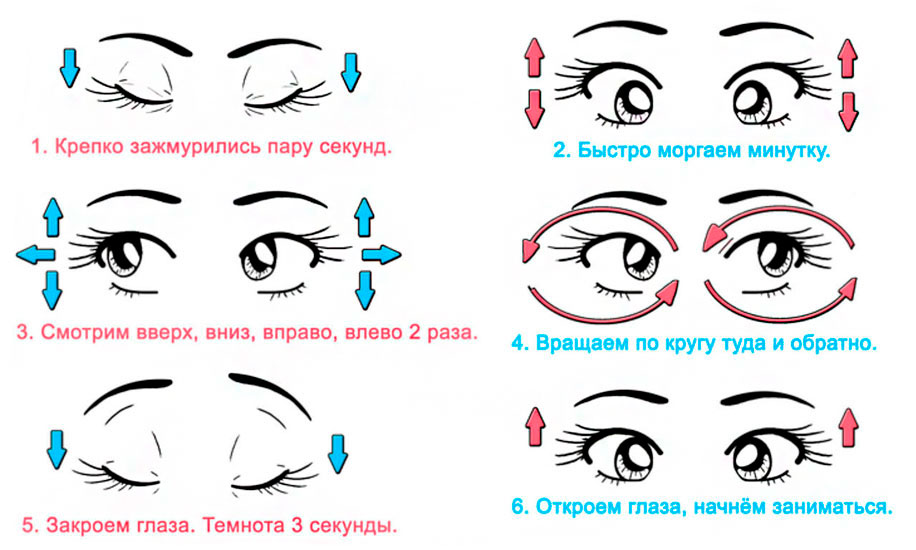 1. Крепко зажмурились пару секунд.
2. Быстро моргаем минутку.
3. Смотрим вверх, вниз, вправо, влево 2 раза.
4. Вращаем по кругу туда и обратно.
5. Закроем глаза. Темнота 3 секунды.
6. Откроем глаза, начнём заниматься.